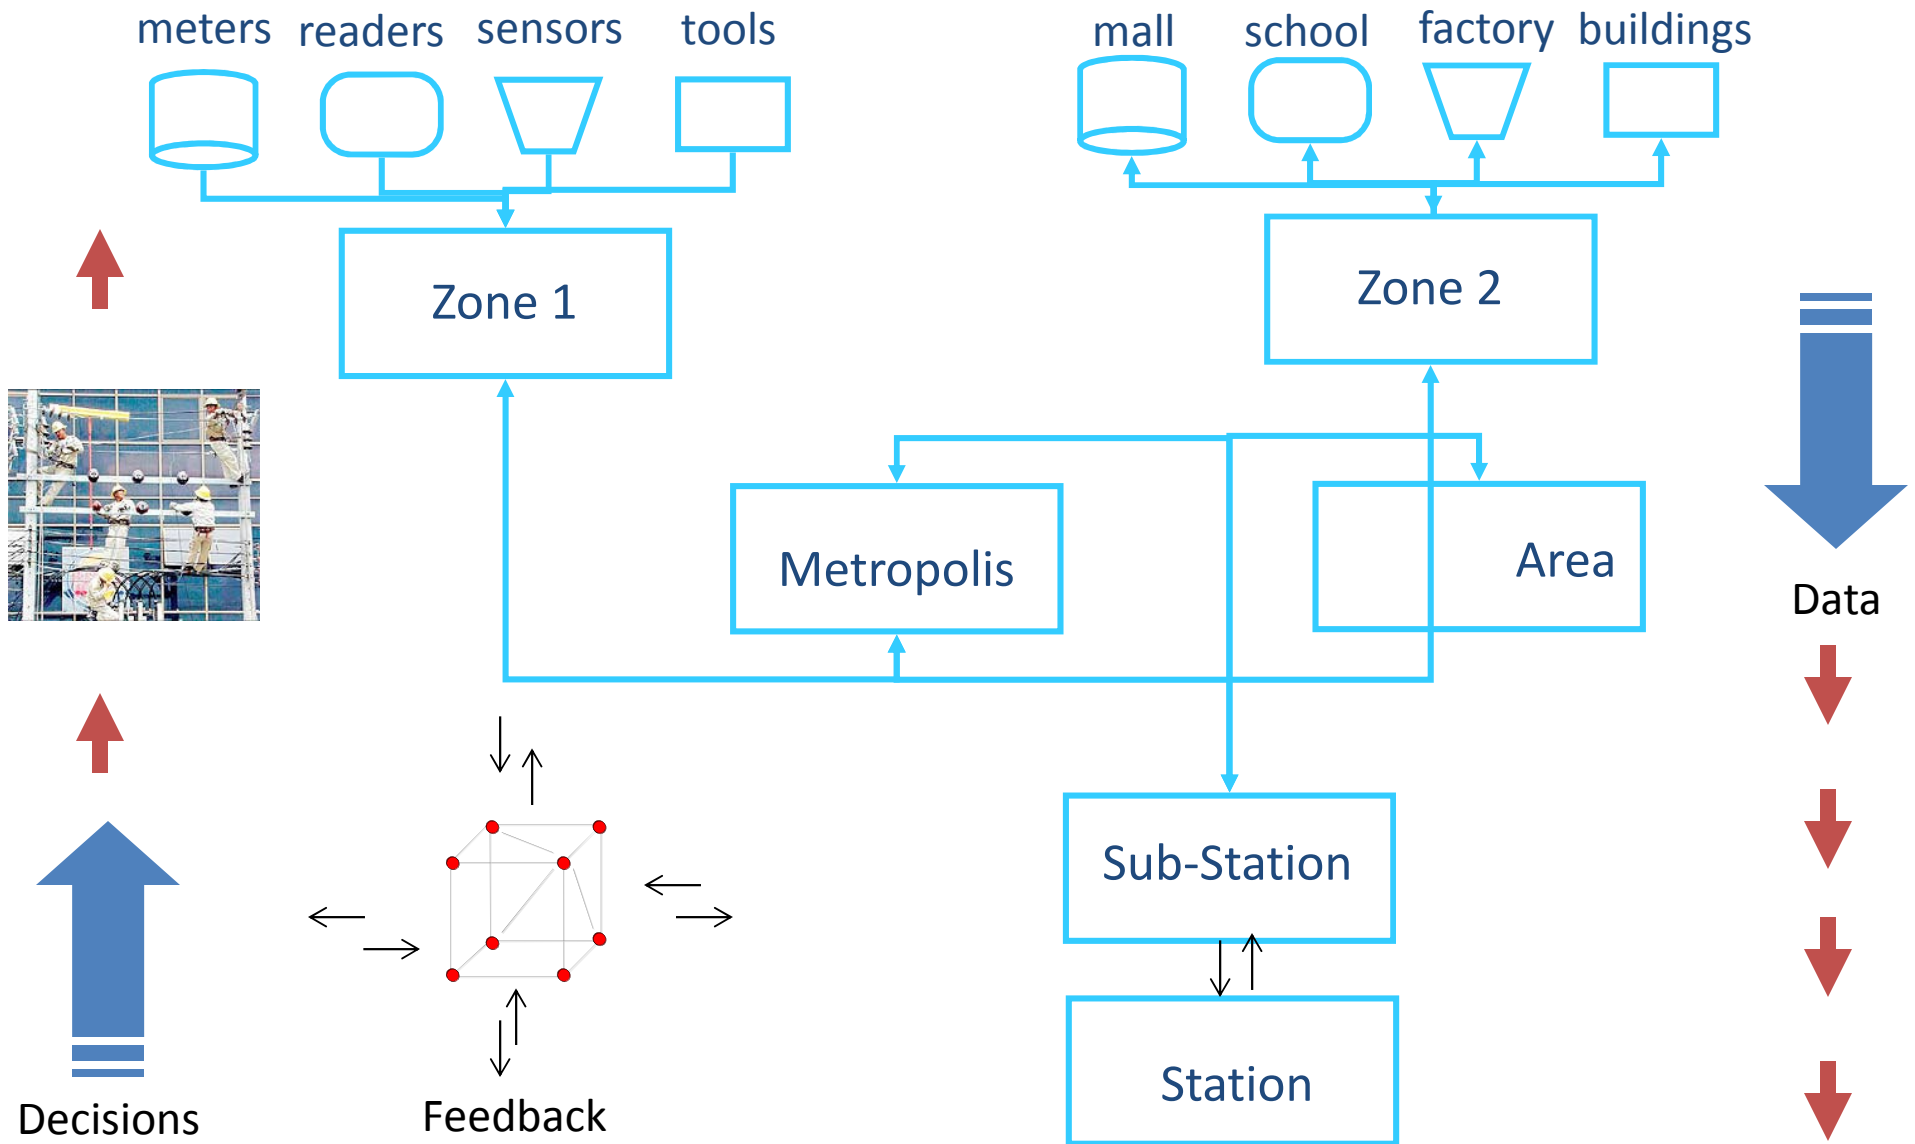 meters
readers
sensors
tools
mall
school
factory
buildings
Zone 1
Zone 2
Metropolis
Area
Data
Sub-Station
Station
Decisions
Feedback